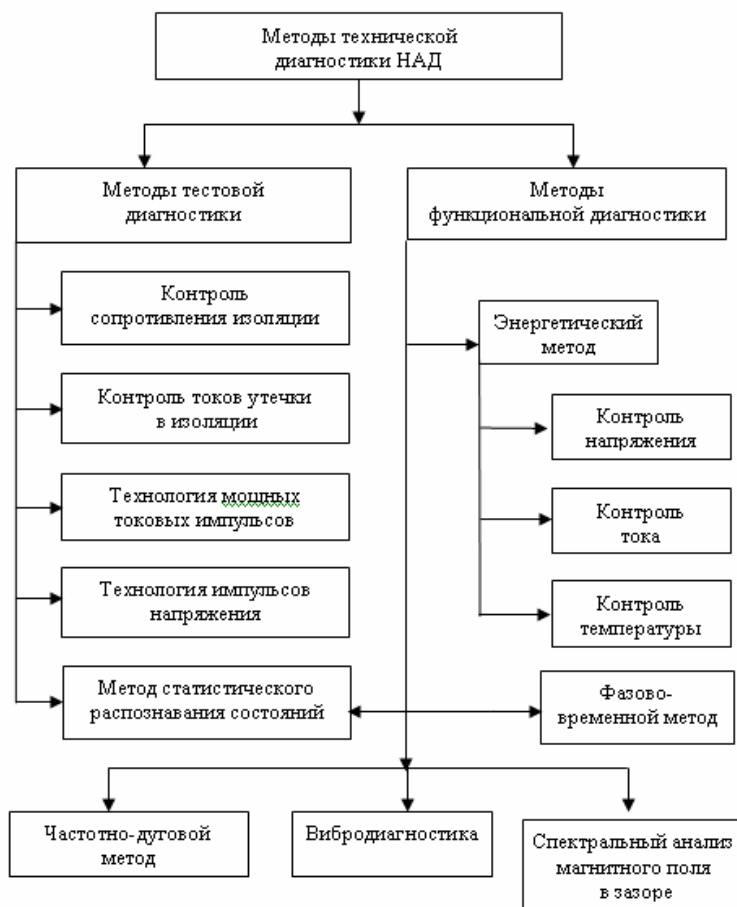 Методы технической
диагностики НАД
Методы тестовой
диагностики
Методы
функциональной диагностики
Контроль
сопротивления изоляции
Энергетический
метод
Контроль токов утечки
в изоляции
Контроль
напряжения
Технология мощных
токовых импульсов
Контроль
тока
Технология импульсов
напряжения
Контроль
температуры
Метод статистического
распознавания состояний
Фазово-
временной метод
Частотно-дуговой
метод
Вибродиагностика
Спектральный анализ
магнитного поля
в зазоре